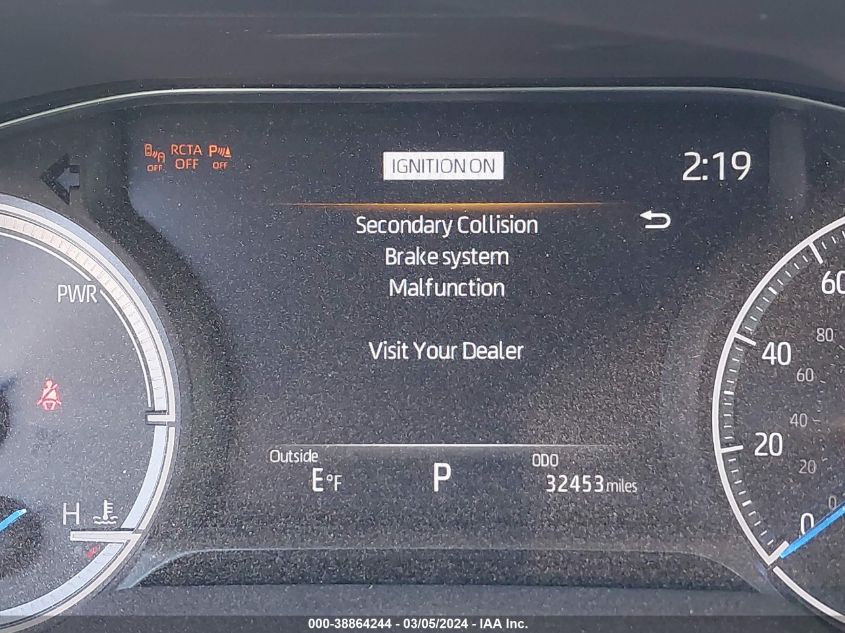 RCTA
OFF OFF OFF
IGNITION ON
2:19
Secondary Collision
Brake system
Malfunction
Visit Your Dealer
PWR
H
Outside
E°F
P
ODO
32453 miles
60
80
40
60
40
20
20
0
0
000-38864244 - 03/05/2024 - IAA Inc.